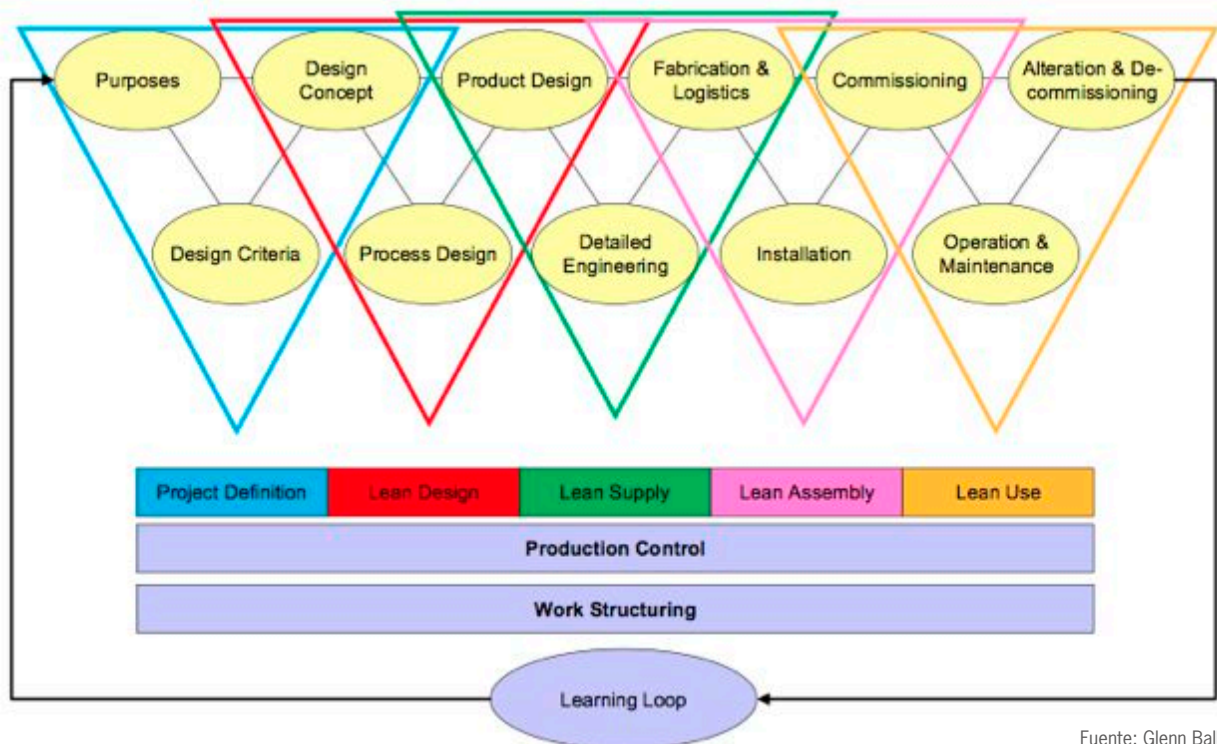 Purposes
Design
Concept
Product Design
Fabrication &
Logistics
Commissioning
Alteration & De-
commissioning
Design Criteria
Process Design
Detailed
Engineering
Installation
Operation &
Maintenance
Project Definition
Lean Design
Lean Supply
Lean Assembly
Lean Use
Production Control
Work Structuring
Learning Loop
Fuente: Glenn Bal